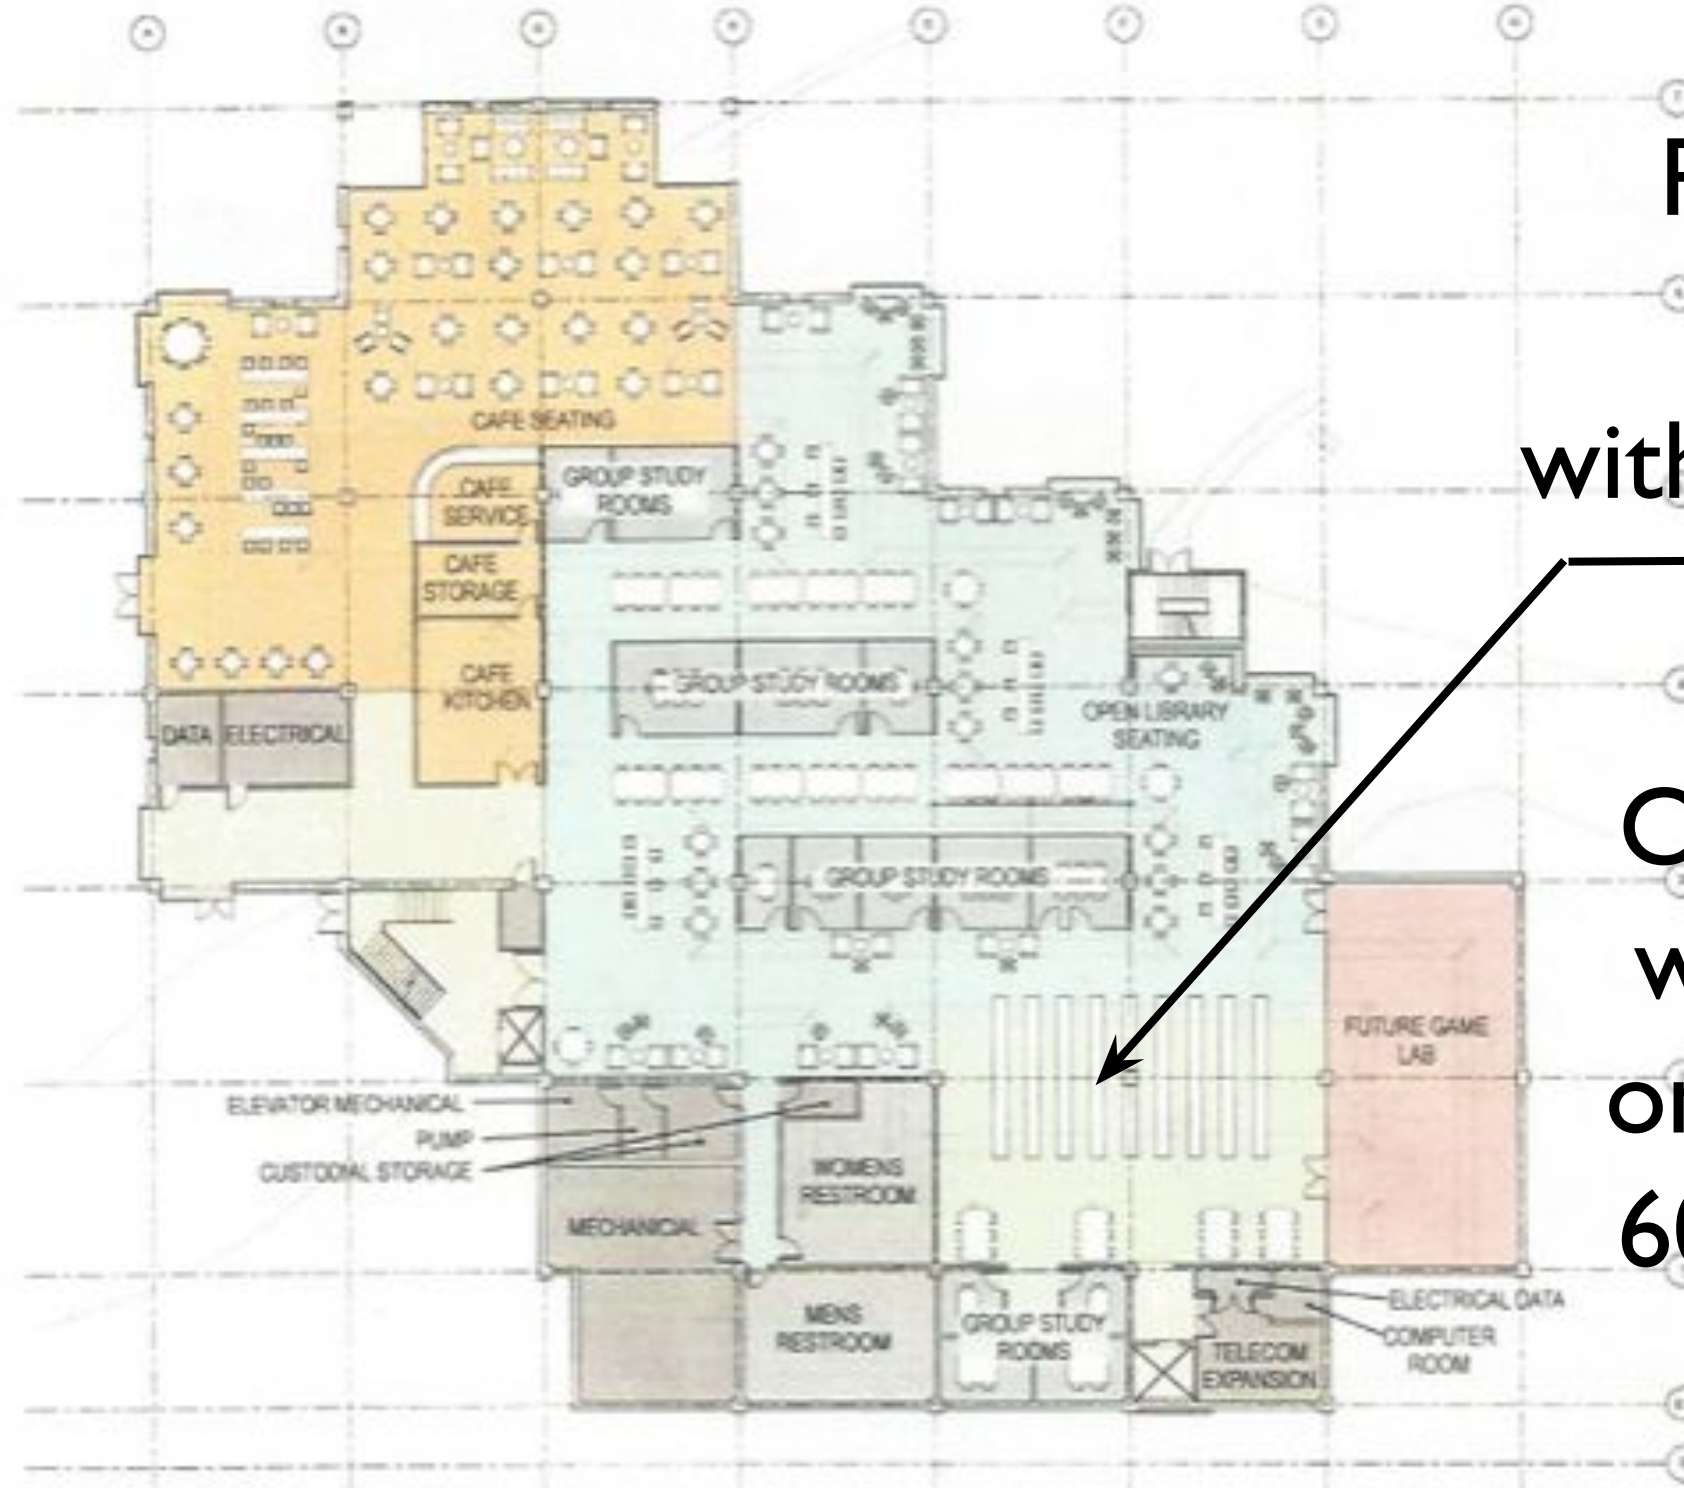 with
CAFE SEATING
GROUP STUDY
ROOMS
CAFE
SERVICE
CAFE
STORAGE
GROUP STUDY ROOMS
CAFE
KITCHEN
OPEN LIBRARY
SEATING
DATA
ELECTRICAL
GROUP STUDY ROOMS
FUTURE GAME
LAB
ELEVATOR MECHANICAL
PUMP
CUSTODIAL STORAGE
WOMENS
RESTROOM
MECHANICIAL
MENS
RESTROOM
GROUP STUDY
ROOMS
ELECTRICAL DATA
COMPUTER
ROOM
TELECOM
EXPANSION